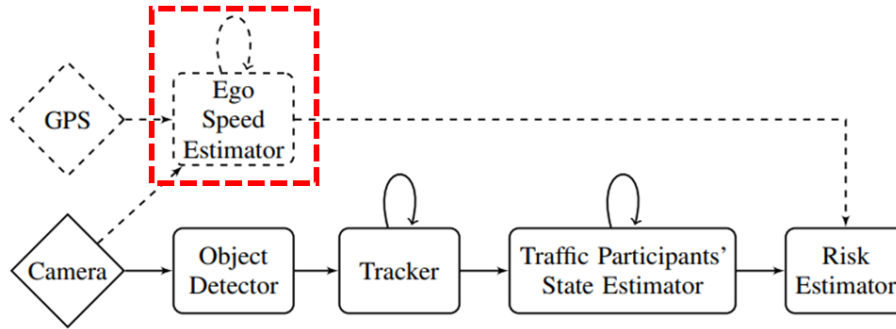 GPS
Ego
Speed
Estimator
Camera
Object
Detector
Tracker
Traffic Participants'
State Estimator
Risk
Estimator